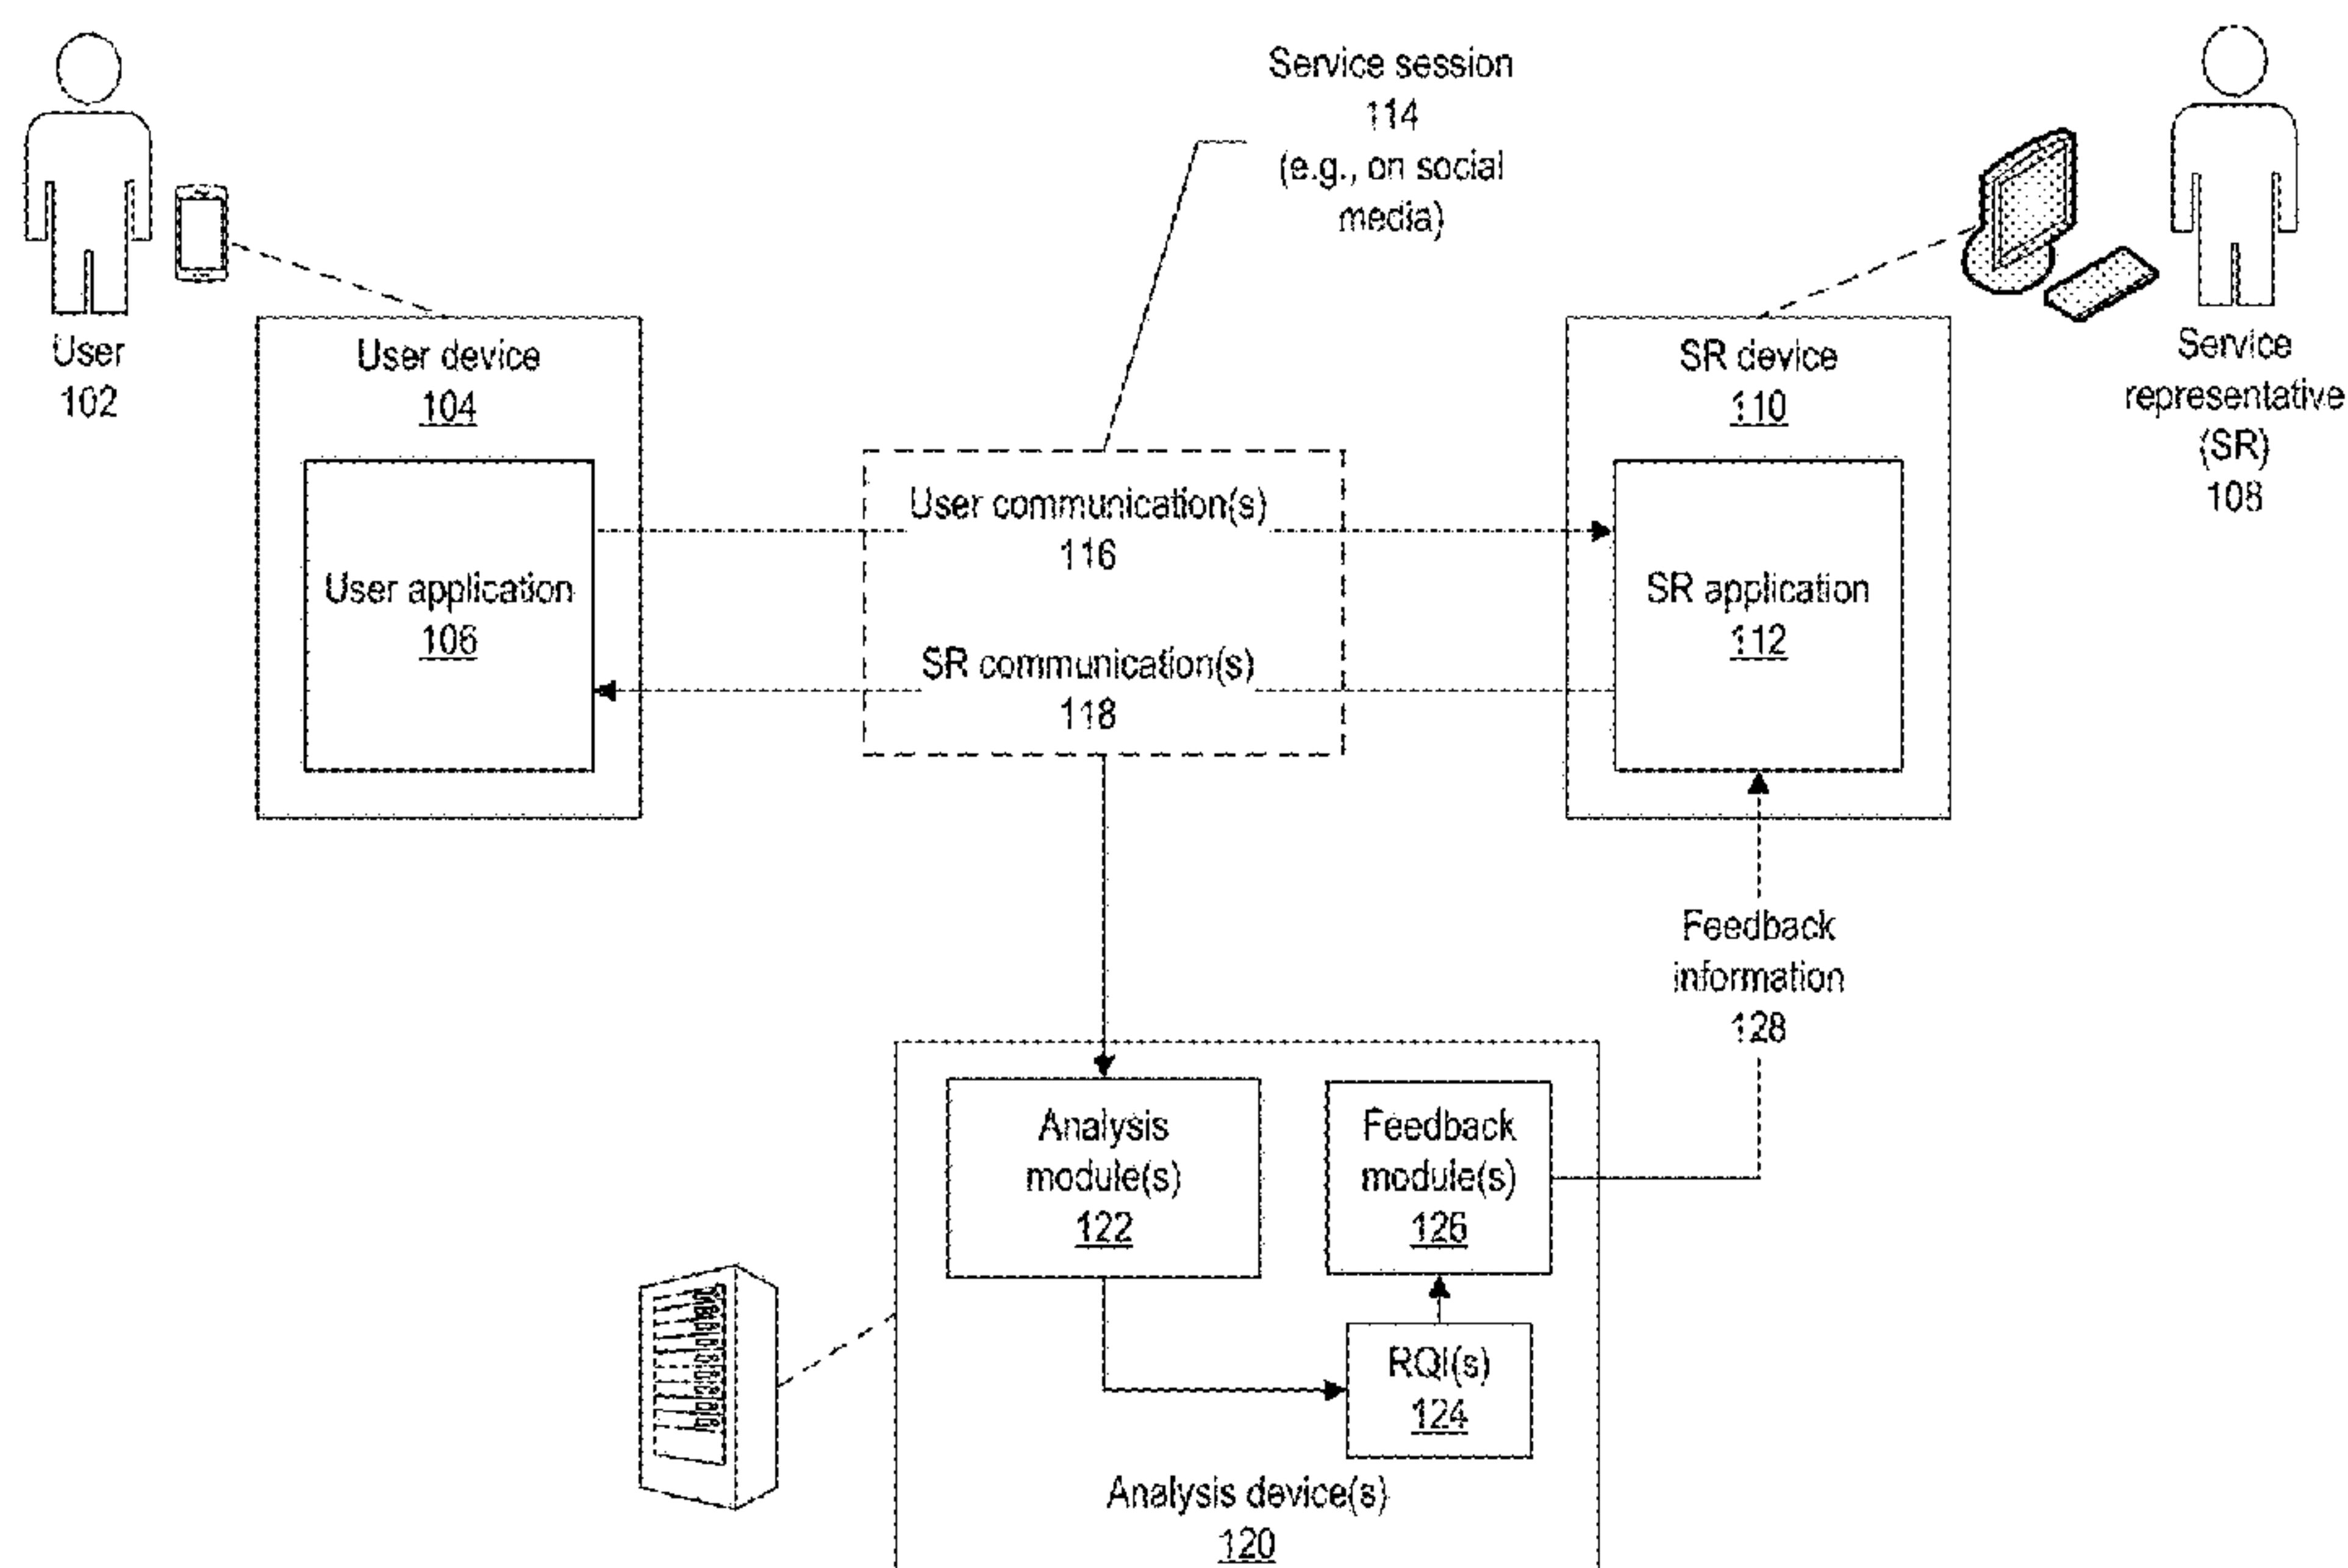 Service session
114
(e.g., on social
media)
User
102
User device
104
User application
106
User communication(s)
116
SR communication(s)
118
SR device
110
SR application
112
Service
representative
(SR)
108
Feedback
information
128
Analysis
module(s)
122
Feedback
module(s)
126
RQI(s)
124
Analysis device(s)
120